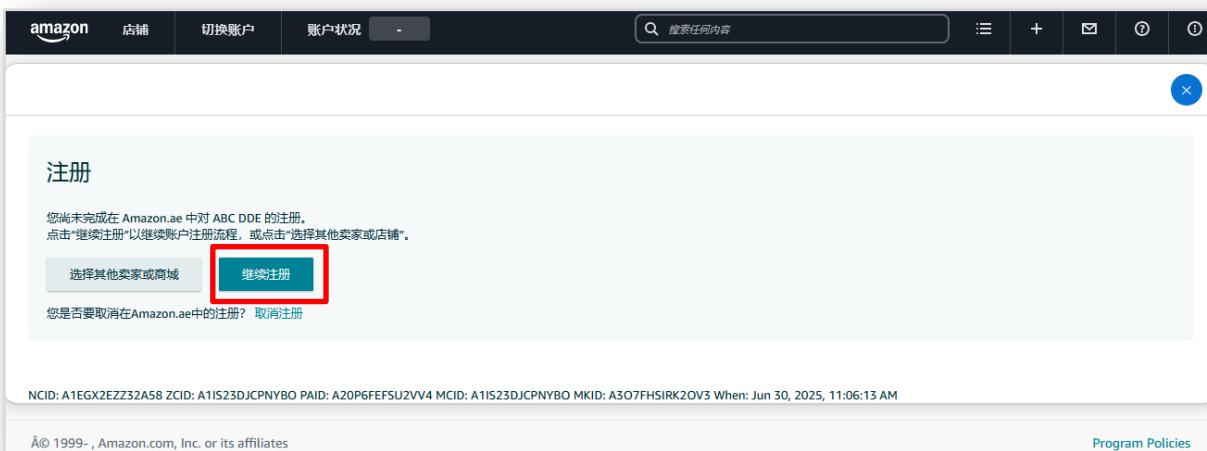 amazon 店铺 切换账户 账户状况 - 搜索任何内容
注册
您尚未完成在 Amazon.ae 中对 ABC DDE 的注册。
点击“继续注册”以继续账户注册流程，或点击“选择其他卖家或店铺”。
选择其他卖家或商城 继续注册
您是否要取消在Amazon.ae中的注册？ 取消注册
NCID: A1EGX2EZZ32A58 ZCID: A1IS23DJCPNYBO PAID: A20P6FEFSU2VV4 MCID: A1IS23DJCPNYBO MKID: A3O7FHSIRK2OV3 When: Jun 30, 2025, 11:06:13 AM
Â© 1999- , Amazon.com, Inc. or its affiliates Program Policies